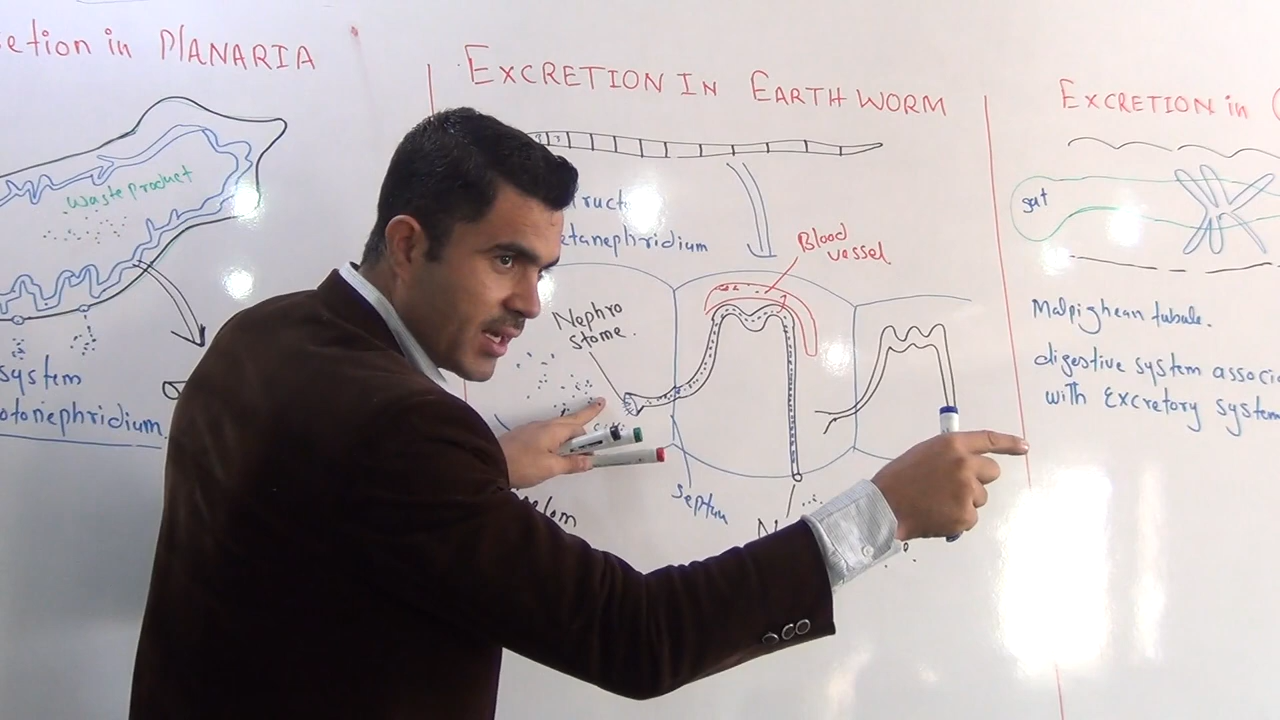 etion in PLANARIA
waste product
system
otonephridium
EXCRETION IN EARTHWORM
etanephridium
Blood
vessel
Nephro
stome.
septum
elom
EXCRETION in
gut
Malpighean tubule.
digestive system associ
with Excretory system